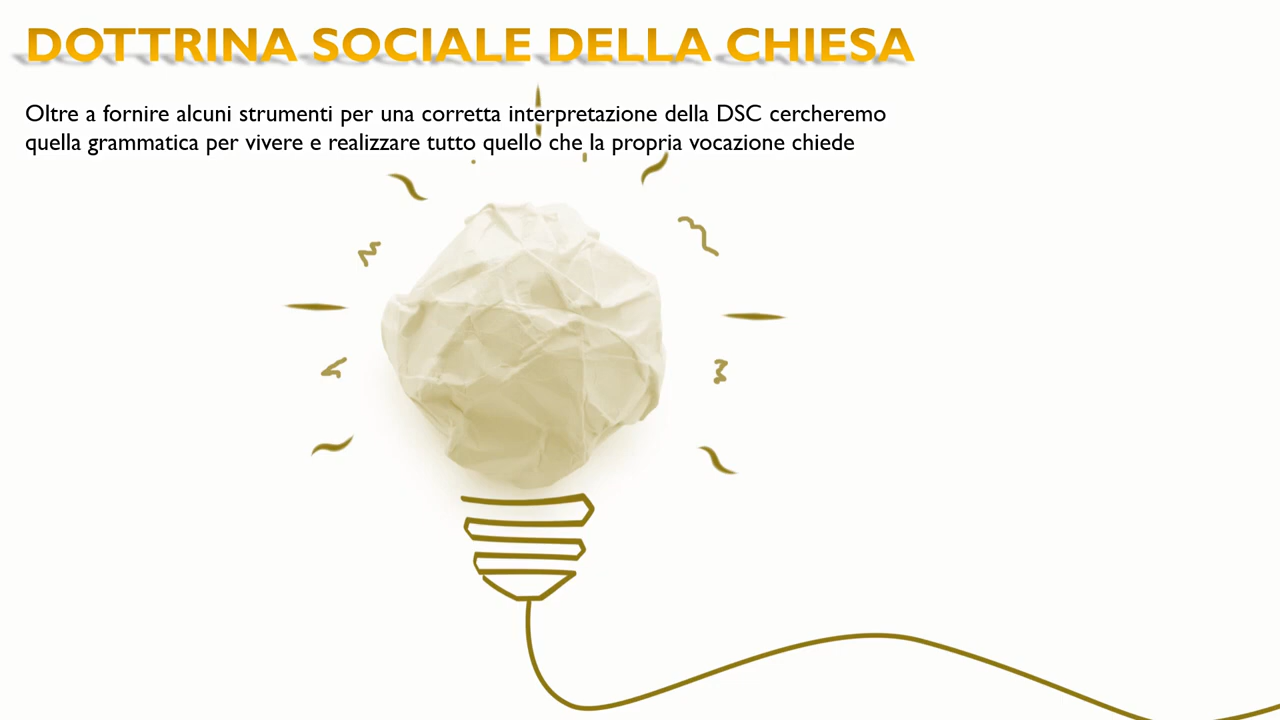 DOTTRINA SOCIALE DELLA CHIESA
Oltre a fornire alcuni strumenti per una corretta interpretazione della DSC cercheremo
quella grammatica per vivere e realizzare tutto quello che la propria vocazione chiede